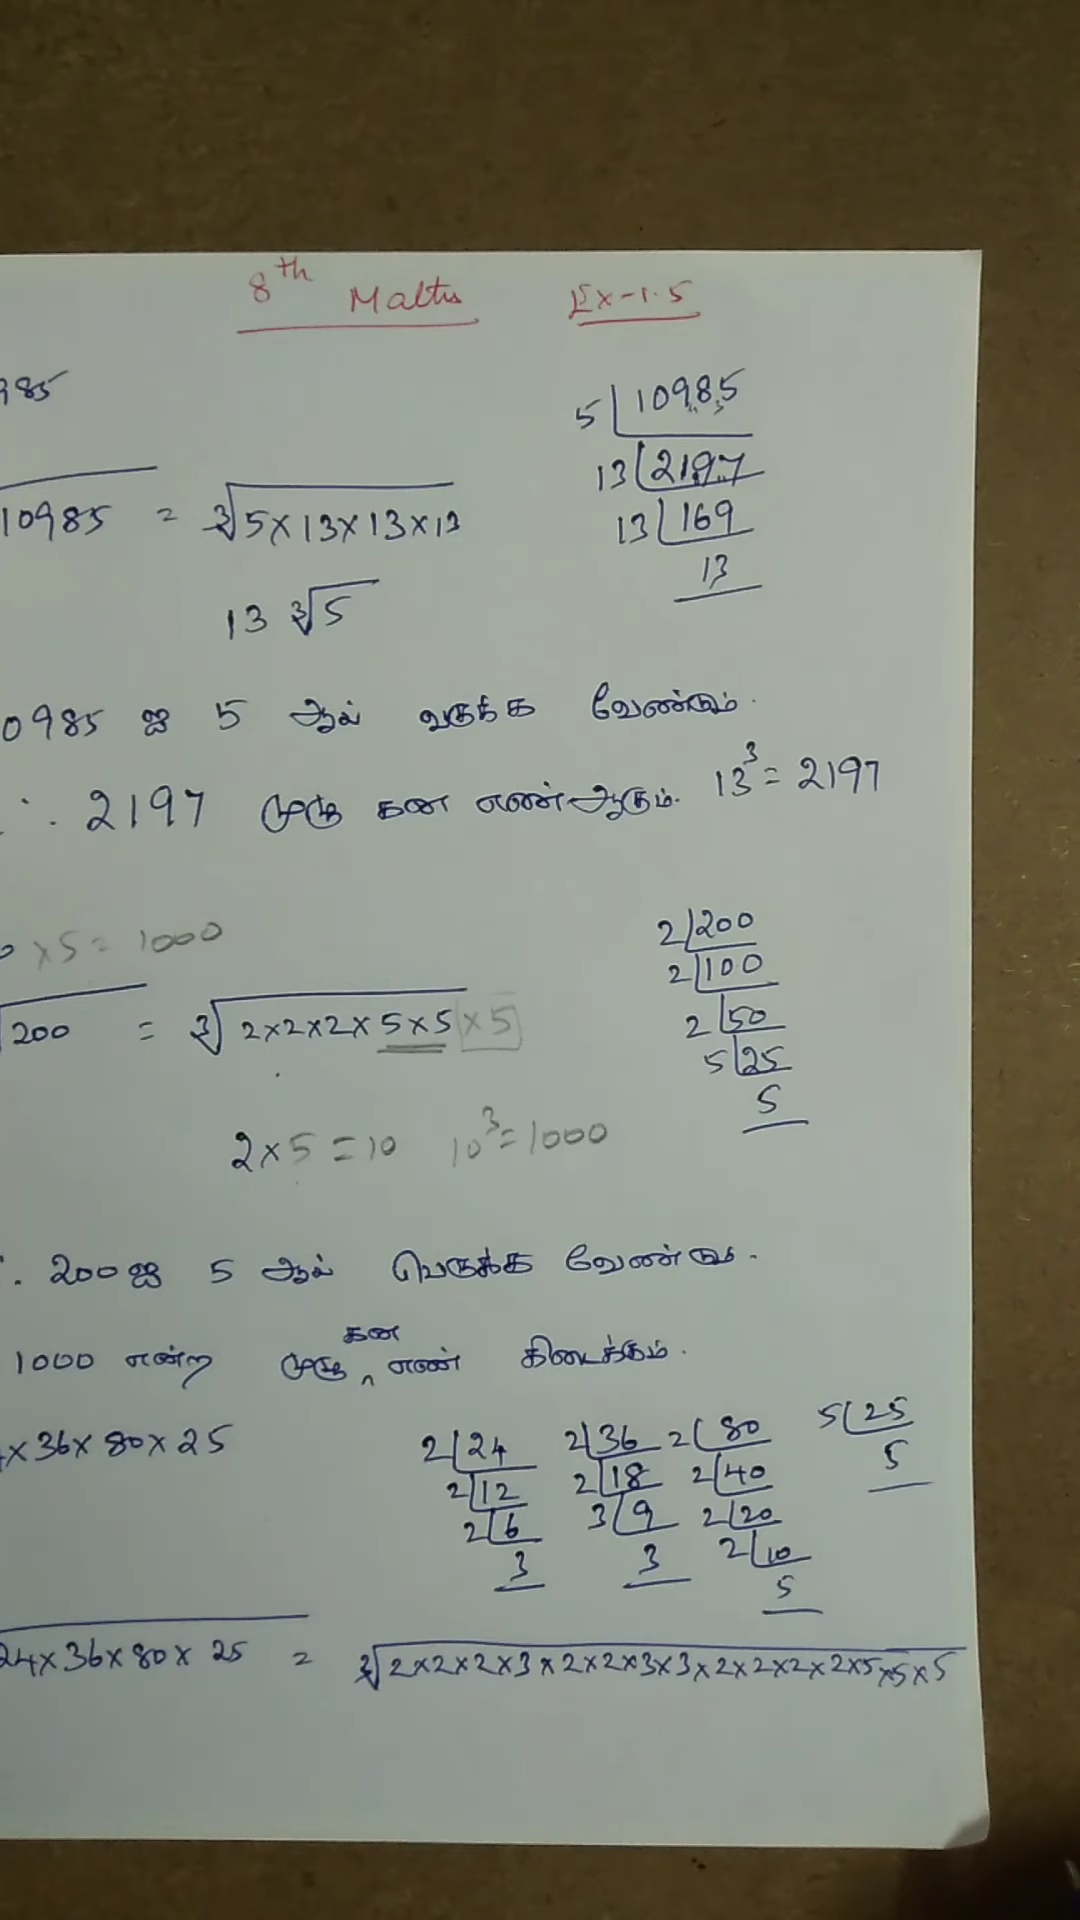 8th Maths Ex-1.5
985
5 | 10985
13 | 2197
13 | 169
13
10985 = ∛5×13×13×13
13 ∛5
0985 ஐ 5 ஆல் வகுக்க வேண்டும்.
∴ 2197 முழு கன எண் ஆகும். 13³ = 2197
0 × 5 = 1000
2 | 200
2 | 100
2 | 50
5 | 25
5
√200 = ∛2×2×2×5×5×5
2×5 = 10 10³ = 1000
∴ 200 ஐ 5 ஆல் பெருக்க வேண்டும்.
1000 என்ற முழு கன எண் கிடைக்கும்.
×36×80×25
2 | 24 2 | 36 2 | 80 5 | 25
2 | 12 2 | 18 2 | 40 5
2 | 6 3 | 9 2 | 20
3 3 2 | 10
5
24×36×80×25 = ∛2×2×2×3×2×2×3×3×2×2×2×2×5×5×5